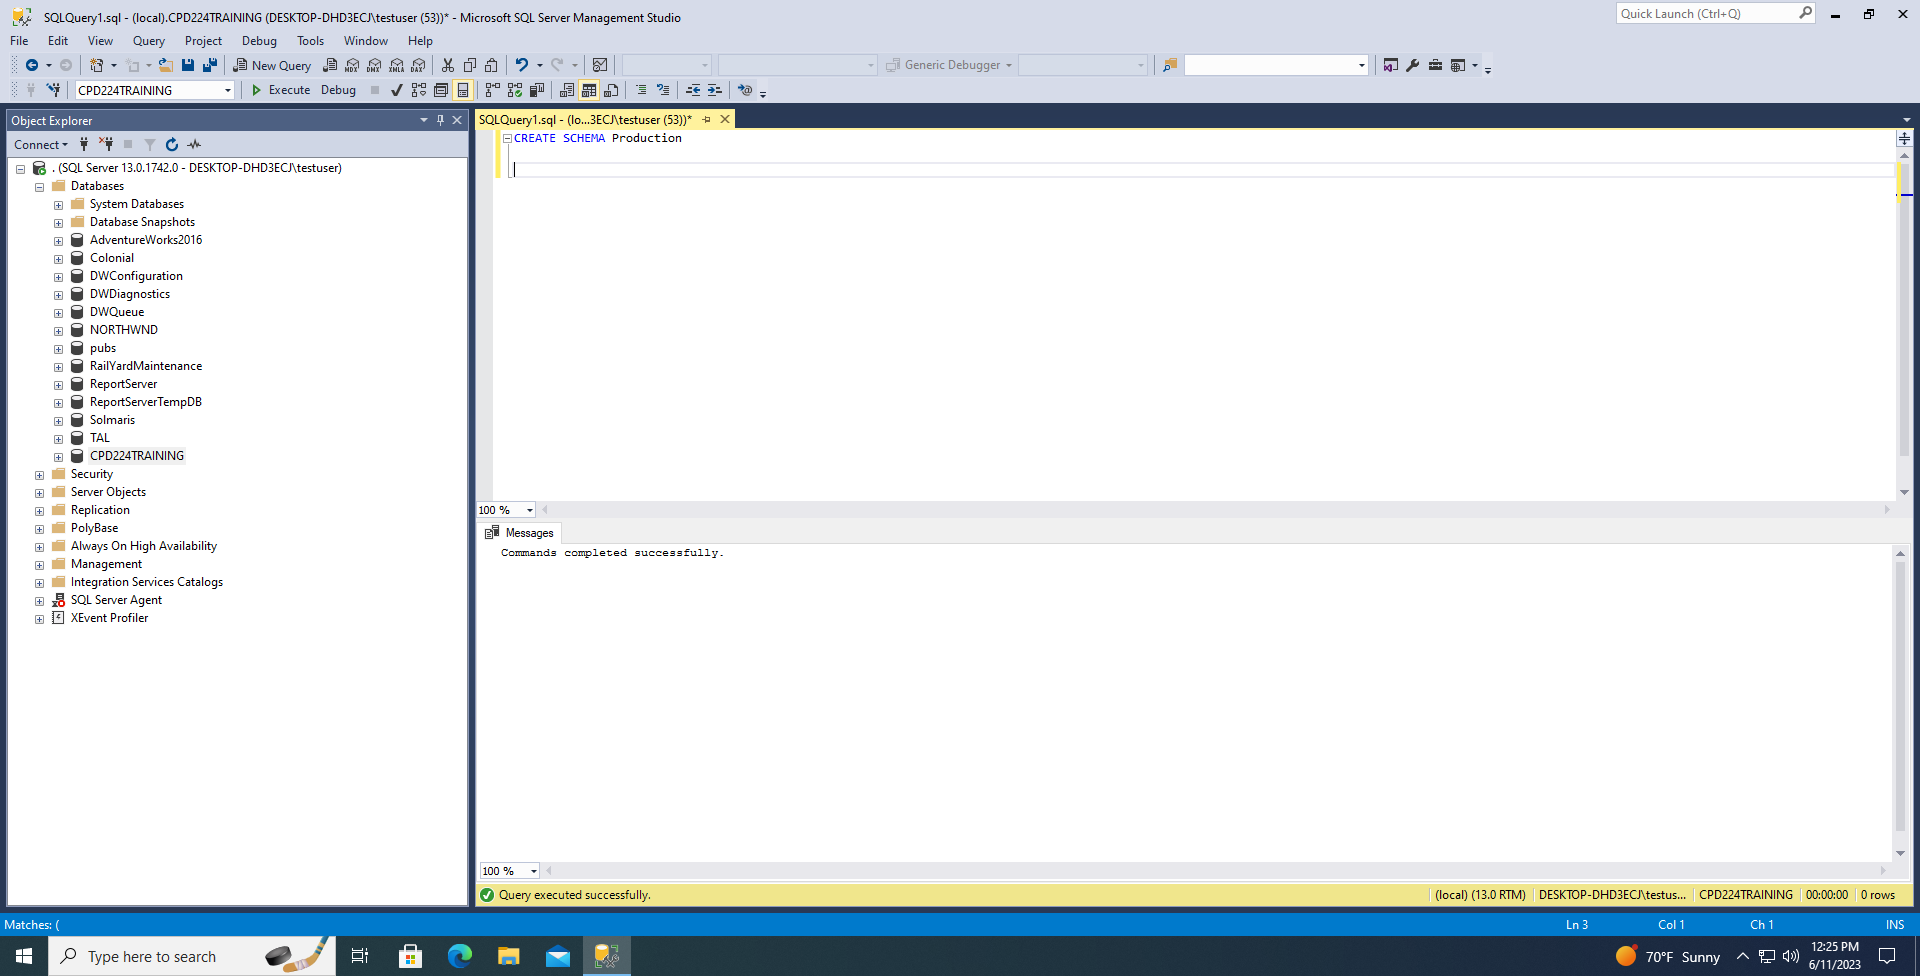 SQLQuery1.sql - (local).CPD224TRAINING (DESKTOP-DHD3ECJ\testuser (53))* - Microsoft SQL Server Management Studio
Quick Launch (Ctrl+Q)
File Edit View Query Project Debug Tools Window Help
New Query
MDX DMX XMLA DAX
Generic Debugger
CPD224TRAINING
Execute Debug
Object Explorer
SQLQuery1.sql - (lo...3ECJ\testuser (53))*
Connect
CREATE SCHEMA Production
. (SQL Server 13.0.1742.0 - DESKTOP-DHD3ECJ\testuser)
Databases
System Databases
Database Snapshots
AdventureWorks2016
Colonial
DWConfiguration
DWDiagnostics
DWQueue
NORTHWND
pubs
RailYardMaintenance
ReportServer
ReportServerTempDB
Solmaris
TAL
CPD224TRAINING
Security
Server Objects
Replication
PolyBase
Always On High Availability
Management
Integration Services Catalogs
SQL Server Agent
XEvent Profiler
100 %
Messages
Commands completed successfully.
100 %
Query executed successfully.
(local) (13.0 RTM) DESKTOP-DHD3ECJ\testus... CPD224TRAINING 00:00:00 0 rows
Matches: (
Ln 3 Col 1 Ch 1 INS
Type here to search
70°F Sunny
12:25 PM
6/11/2023